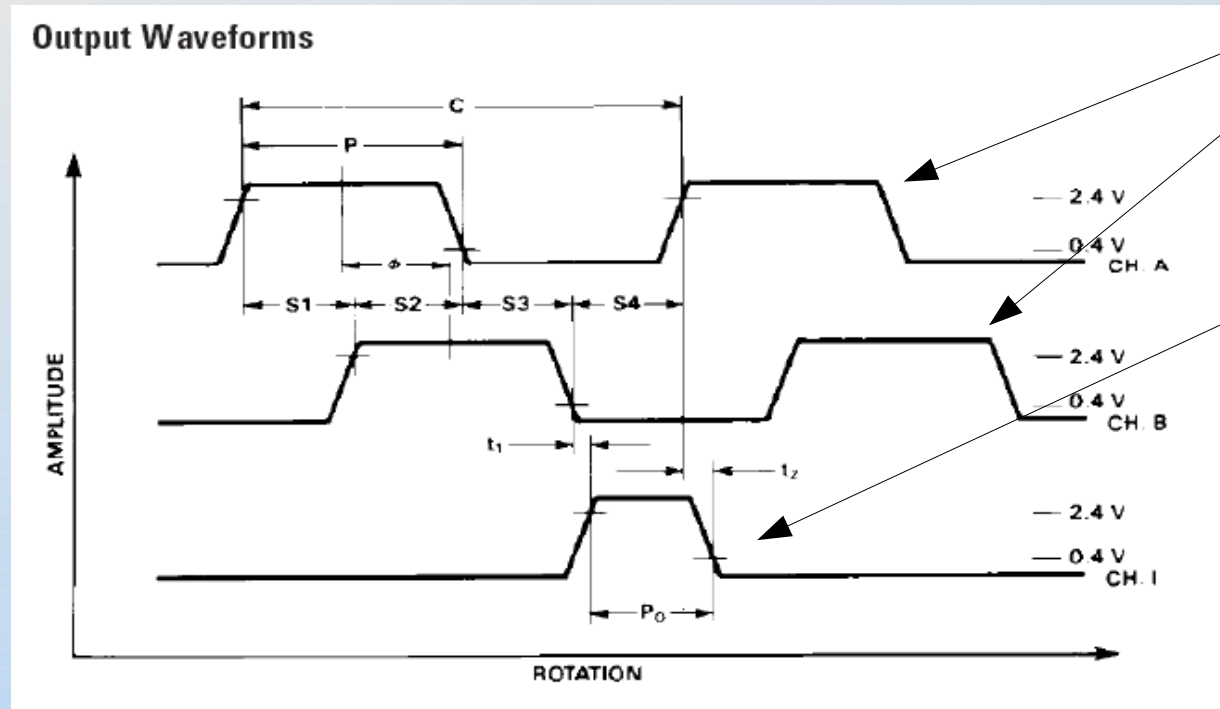 Output Waveforms
C
P
2.4 V
0.4 V
CH. A
ϕ
S1 S2 S3 S4
2.4 V
0.4 V
CH. B
t₁
t₂
2.4 V
0.4 V
CH. I
P₀
AMPLITUDE
ROTATION